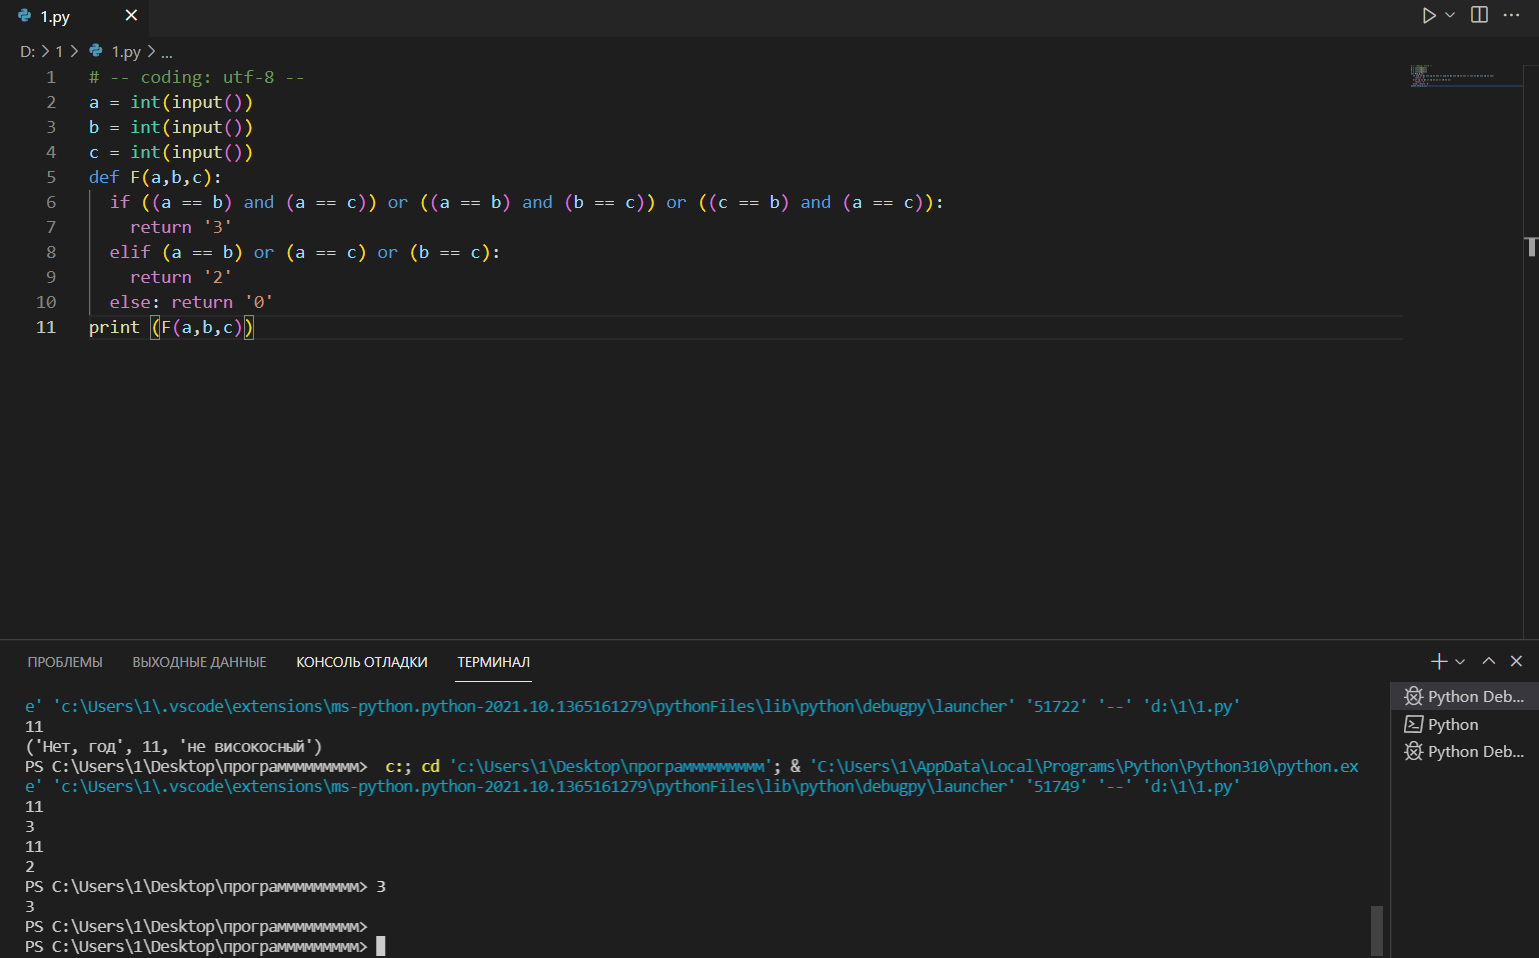 1.py
D: > 1 > 1.py > ...
1 # -- coding: utf-8 --
2 a = int(input())
3 b = int(input())
4 c = int(input())
5 def F(a,b,c):
6 if ((a == b) and (a == c)) or ((a == b) and (b == c)) or ((c == b) and (a == c)):
7 return '3'
8 elif (a == b) or (a == c) or (b == c):
9 return '2'
10 else: return '0'
11 print (F(a,b,c))
ПРОБЛЕМЫ ВЫХОДНЫЕ ДАННЫЕ КОНСОЛЬ ОТЛАДКИ ТЕРМИНАЛ
e' 'c:\Users\1\.vscode\extensions\ms-python.python-2021.10.1365161279\pythonFiles\lib\python\debugpy\launcher' '51722' '--' 'd:\1\1.py'
11
('Нет, год', 11, 'не високосный')
PS C:\Users\1\Desktop\программмммммммм> c:; cd 'c:\Users\1\Desktop\программмммммммм'; & 'C:\Users\1\AppData\Local\Programs\Python\Python310\python.ex
e' 'c:\Users\1\.vscode\extensions\ms-python.python-2021.10.1365161279\pythonFiles\lib\python\debugpy\launcher' '51749' '--' 'd:\1\1.py'
11
3
11
2
PS C:\Users\1\Desktop\программмммммммм> 3
3
PS C:\Users\1\Desktop\программмммммммм>
PS C:\Users\1\Desktop\программмммммммм>
Python Deb...
Python
Python Deb...